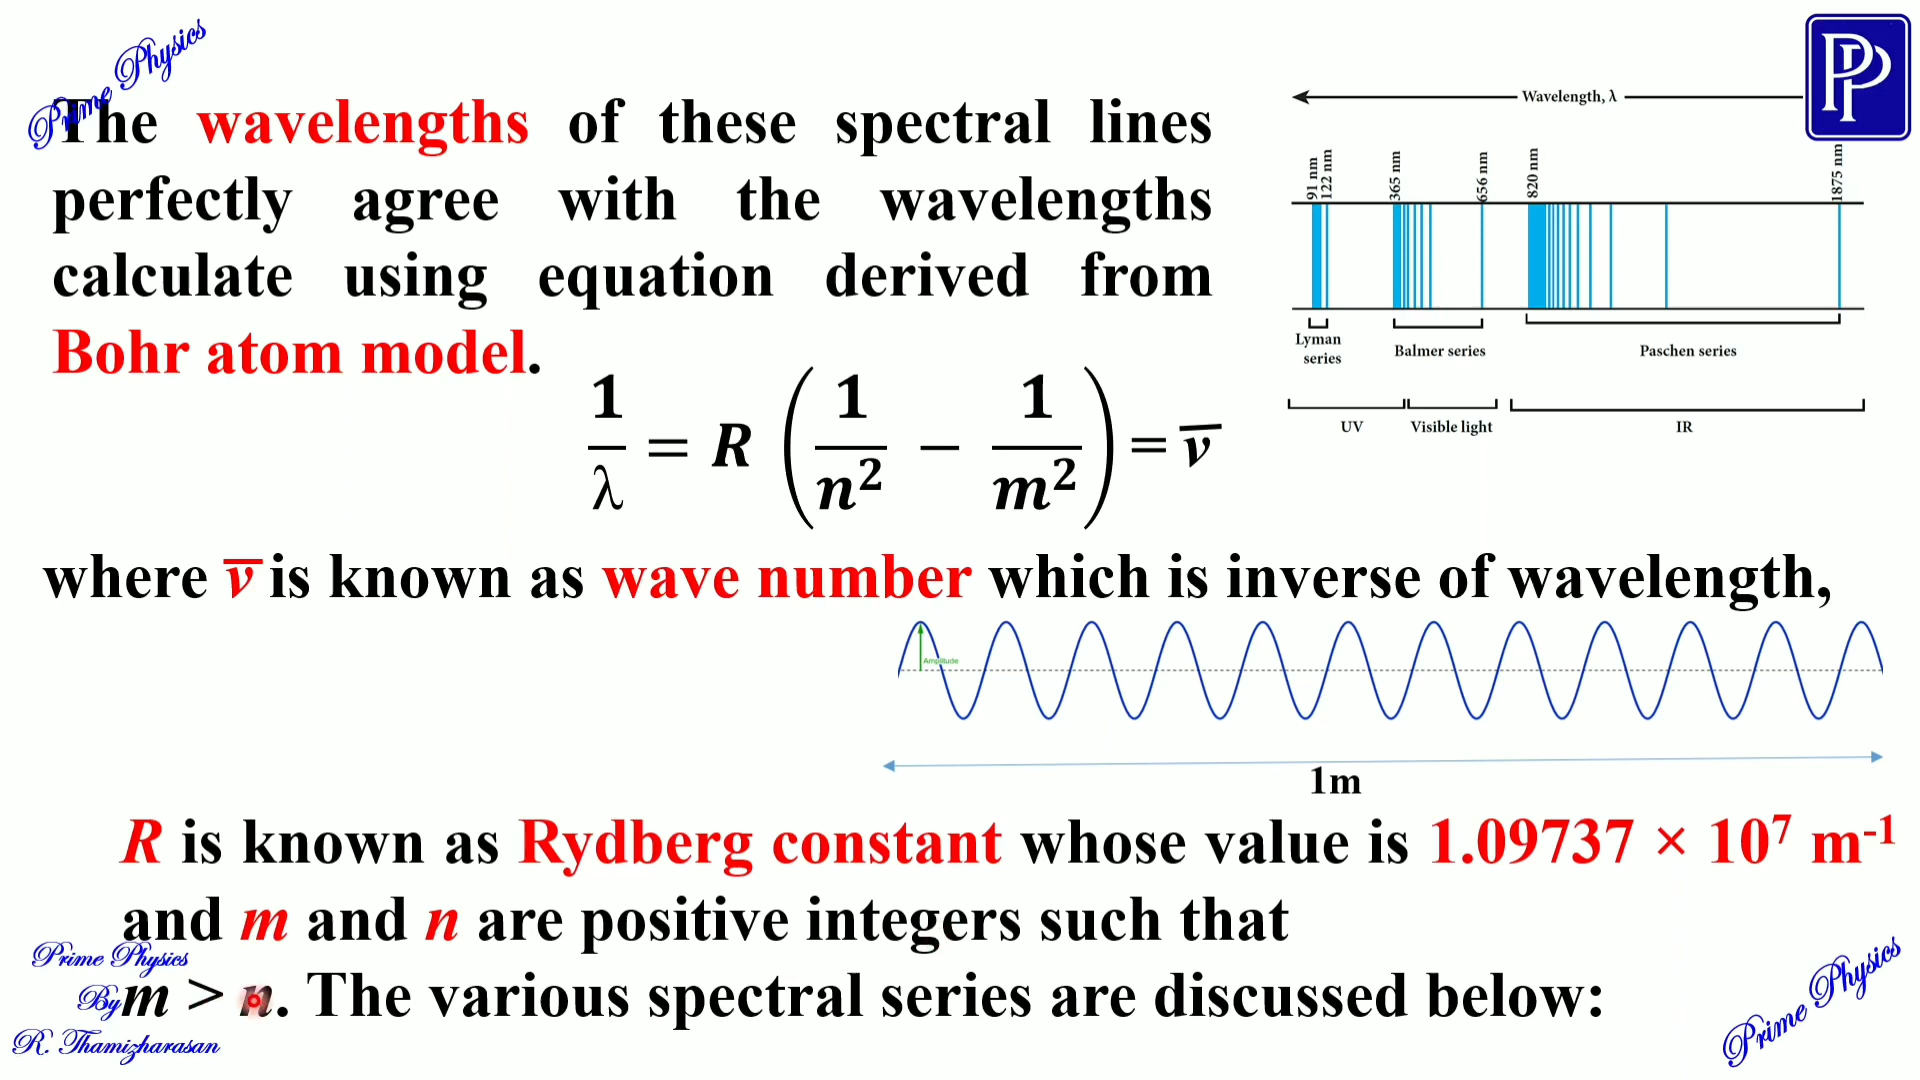 Prime Physics
PP
The wavelengths of these spectral lines
perfectly agree with the wavelengths
calculate using equation derived from
Bohr atom model.
1/λ = R (1/n² − 1/m²) = ν̅
Wavelength, λ
91 nm
122 nm
365 nm
656 nm
820 nm
1875 nm
Lyman
series
Balmer series
Paschen series
UV
Visible light
IR
where ν̅ is known as wave number which is inverse of wavelength,
Amplitude
1m
R is known as Rydberg constant whose value is 1.09737 × 10⁷ m⁻¹
and m and n are positive integers such that
m > n. The various spectral series are discussed below:
Prime Physics
By
R. Thamizharasan
Prime Physics